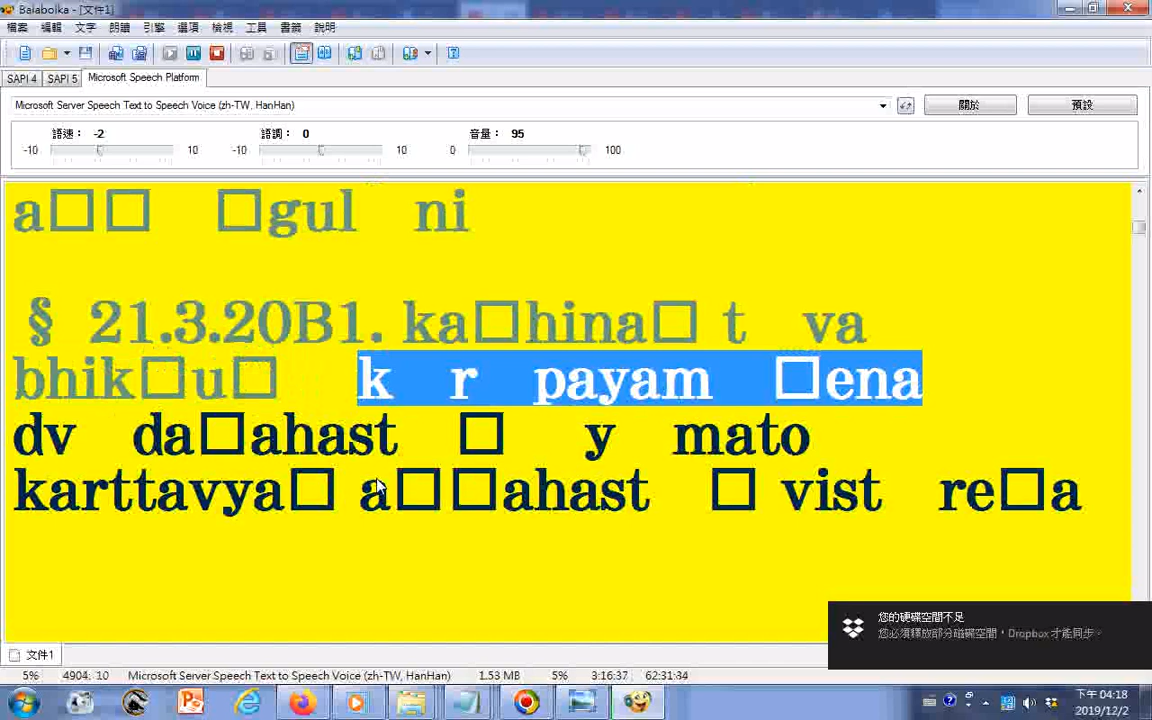 Balabolka - [文件1]
檔案 編輯 文字 朗讀 引擎 選項 檢視 工具 書籤 說明
SAPI 4 SAPI 5 Microsoft Speech Platform
Microsoft Server Speech Text to Speech Voice (zh-TW, HanHan) 關於 預設
語速： -2 語調： 0 音量： 95
-10 10 -10 10 0 100
a□□ □gul ni
§ 21.3.20B1. ka□hina□ t va
bhik□u□ k r payam □ena
dv da□ahast □ y mato
karttavya□ a□□ahast □ vist re□a
您的硬碟空間不足
您必須釋放部分磁碟空間，Dropbox 才能同步。
文件1
5% 4904: 10 Microsoft Server Speech Text to Speech Voice (zh-TW, HanHan) 1.53 MB 5% 3:16:37 62:31:34
下午 04:18
2019/12/2